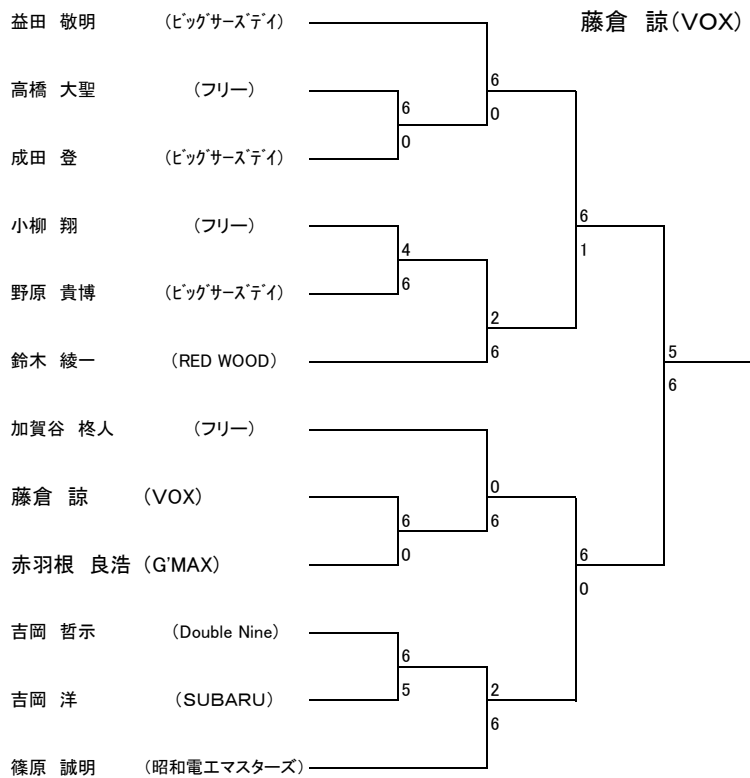 益田 敬明 (ﾋﾞｯｸﾞｻｰｽﾞﾃﾞｲ) 藤倉 諒(VOX)
6
高橋 大聖 (フリー)
6 0
0
成田 登 (ﾋﾞｯｸﾞｻｰｽﾞﾃﾞｲ)
小柳 翔 (フリー) 6
4 1
6
野原 貴博 (ﾋﾞｯｸﾞｻｰｽﾞﾃﾞｲ)
2
鈴木 綾一 (RED WOOD) 6 5
6
加賀谷 柊人 (フリー)
0
藤倉 諒 (VOX)
6 6
0 6
赤羽根 良浩 (G'MAX)
0
吉岡 哲示 (Double Nine)
6
5 2
吉岡 洋 (SUBARU)
6
篠原 誠明 (昭和電工マスターズ)